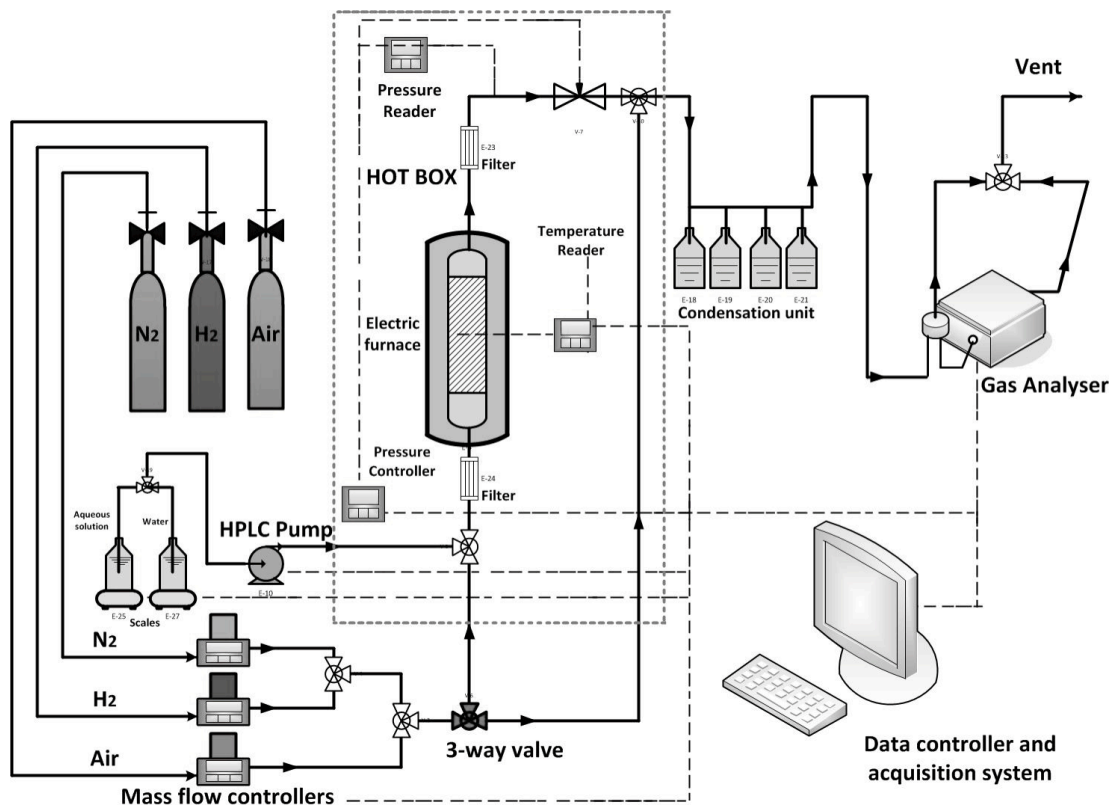 Pressure
Reader
Vent
V-7
E-23
Filter
HOT BOX
Temperature
Reader
N2
H2
Air
Electric
furnace
E-18
E-19
E-20
E-21
Condensation unit
Gas Analyser
Pressure
Controller
E-24
Filter
Aqueous
solution
Water
HPLC Pump
E-10
E-25
E-27
Scales
N2
H2
Air
3-way valve
Mass flow controllers
Data controller and
acquisition system